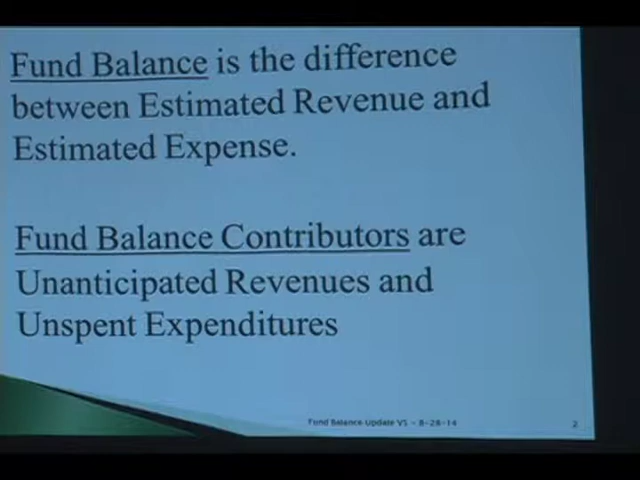 Fund Balance is the difference
between Estimated Revenue and
Estimated Expense.
Fund Balance Contributors are
Unanticipated Revenues and
Unspent Expenditures
Fund Balance Update V1 - 8-28-14
2